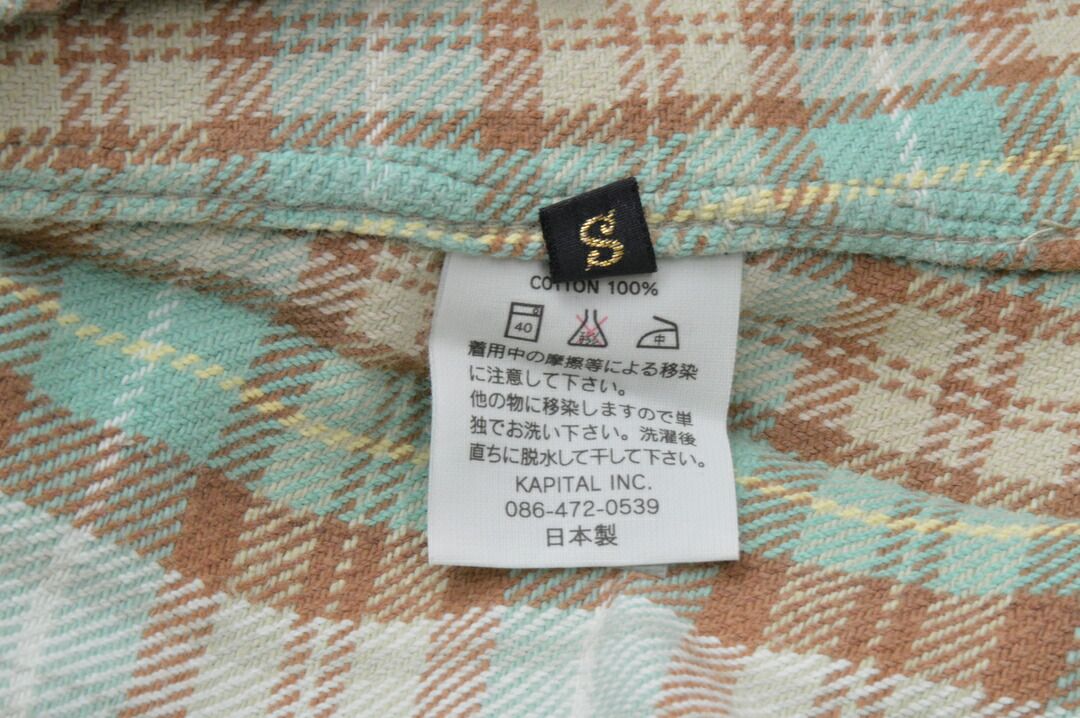 S
COTTON 100%
40
中
着用中の摩擦等による移染
に注意して下さい。
他の物に移染しますので単
独でお洗い下さい。洗濯後
直ちに脱水して干して下さい。
KAPITAL INC.
086-472-0539
日本製